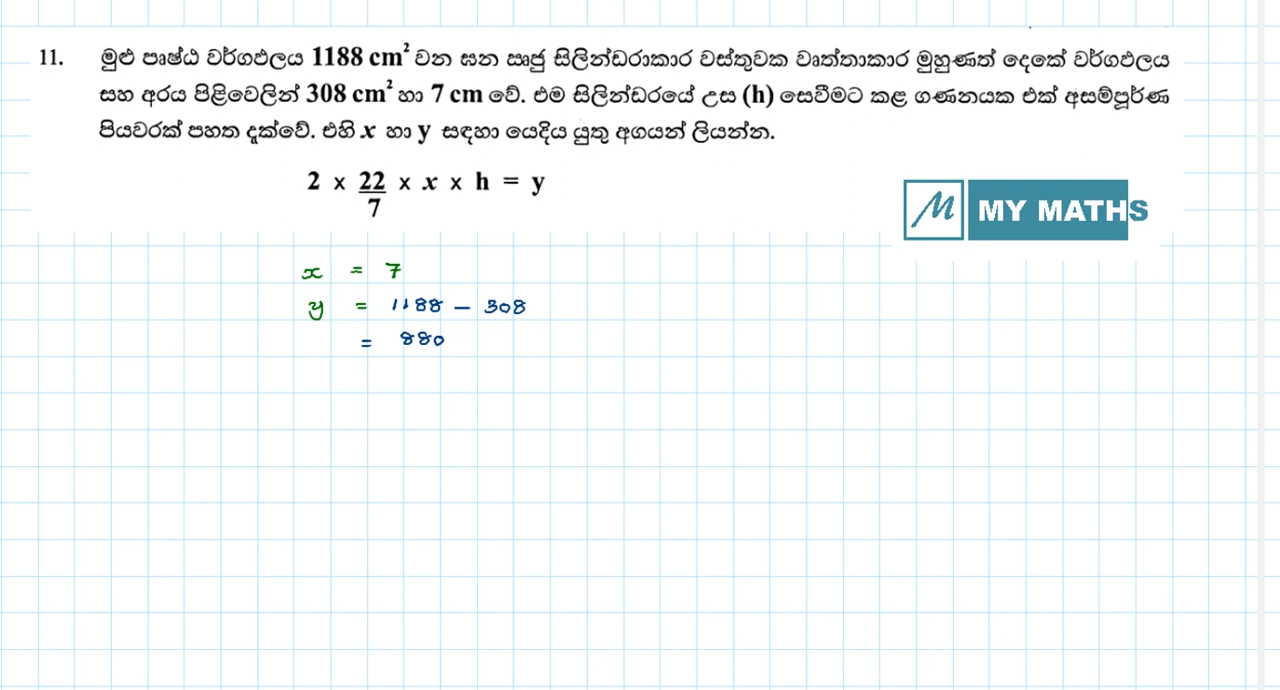 11. මුළු පෘෂ්ඨ වර්ගඵලය 1188 cm² වන ඝන ඍජු සිලින්ඩරාකාර වස්තුවක වෘත්තාකාර මුහුණත් දෙකේ වර්ගඵලය
සහ අරය පිළිවෙලින් 308 cm² හා 7 cm වේ. එම සිලින්ඩරයේ උස (h) සෙවීමට කළ ගණනයක එක් අසම්පූර්ණ
පියවරක් පහත දැක්වේ. එහි x හා y සඳහා යෙදිය යුතු අගයන් ලියන්න.
2 × 22/7 × x × h = y
M MY MATHS
x = 7
y = 1188 – 308
= 880